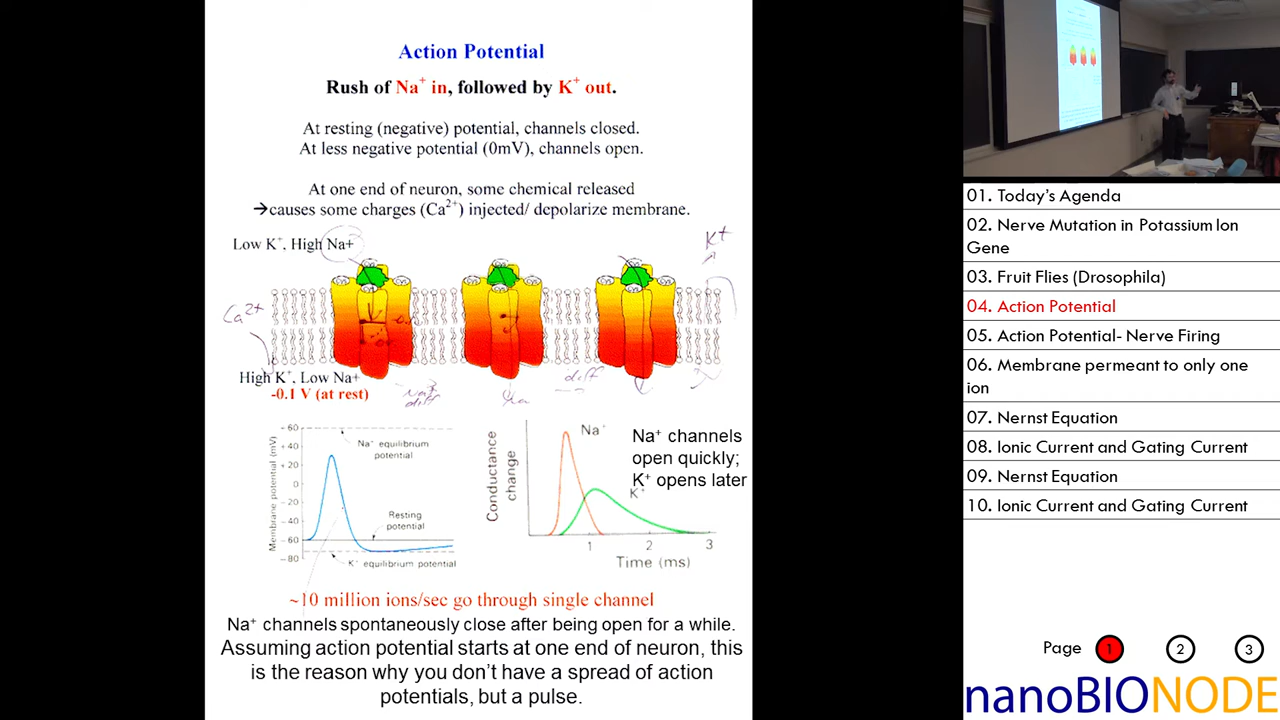 Action Potential
Rush of Na+ in, followed by K+ out.
At resting (negative) potential, channels closed.
At less negative potential (0mV), channels open.
At one end of neuron, some chemical released
→causes some charges (Ca2+) injected/ depolarize membrane.
Low K+, High Na+
K+
Ca2+
High K+, Low Na+
-0.1 V (at rest)
diff
Membrane potential (mV)
+60
+40
+20
0
-20
-40
-60
-80
Na+ equilibrium
potential
Resting
potential
K+ equilibrium potential
Conductance
change
Na+
K+
1
2
3
Time (ms)
Na+ channels
open quickly;
K+ opens later
~10 million ions/sec go through single channel
Na+ channels spontaneously close after being open for a while.
Assuming action potential starts at one end of neuron, this
is the reason why you don't have a spread of action
potentials, but a pulse.
01. Today's Agenda
02. Nerve Mutation in Potassium Ion
Gene
03. Fruit Flies (Drosophila)
04. Action Potential
05. Action Potential- Nerve Firing
06. Membrane permeant to only one
ion
07. Nernst Equation
08. Ionic Current and Gating Current
09. Nernst Equation
10. Ionic Current and Gating Current
Page 1 2 3
nanoBIONODE